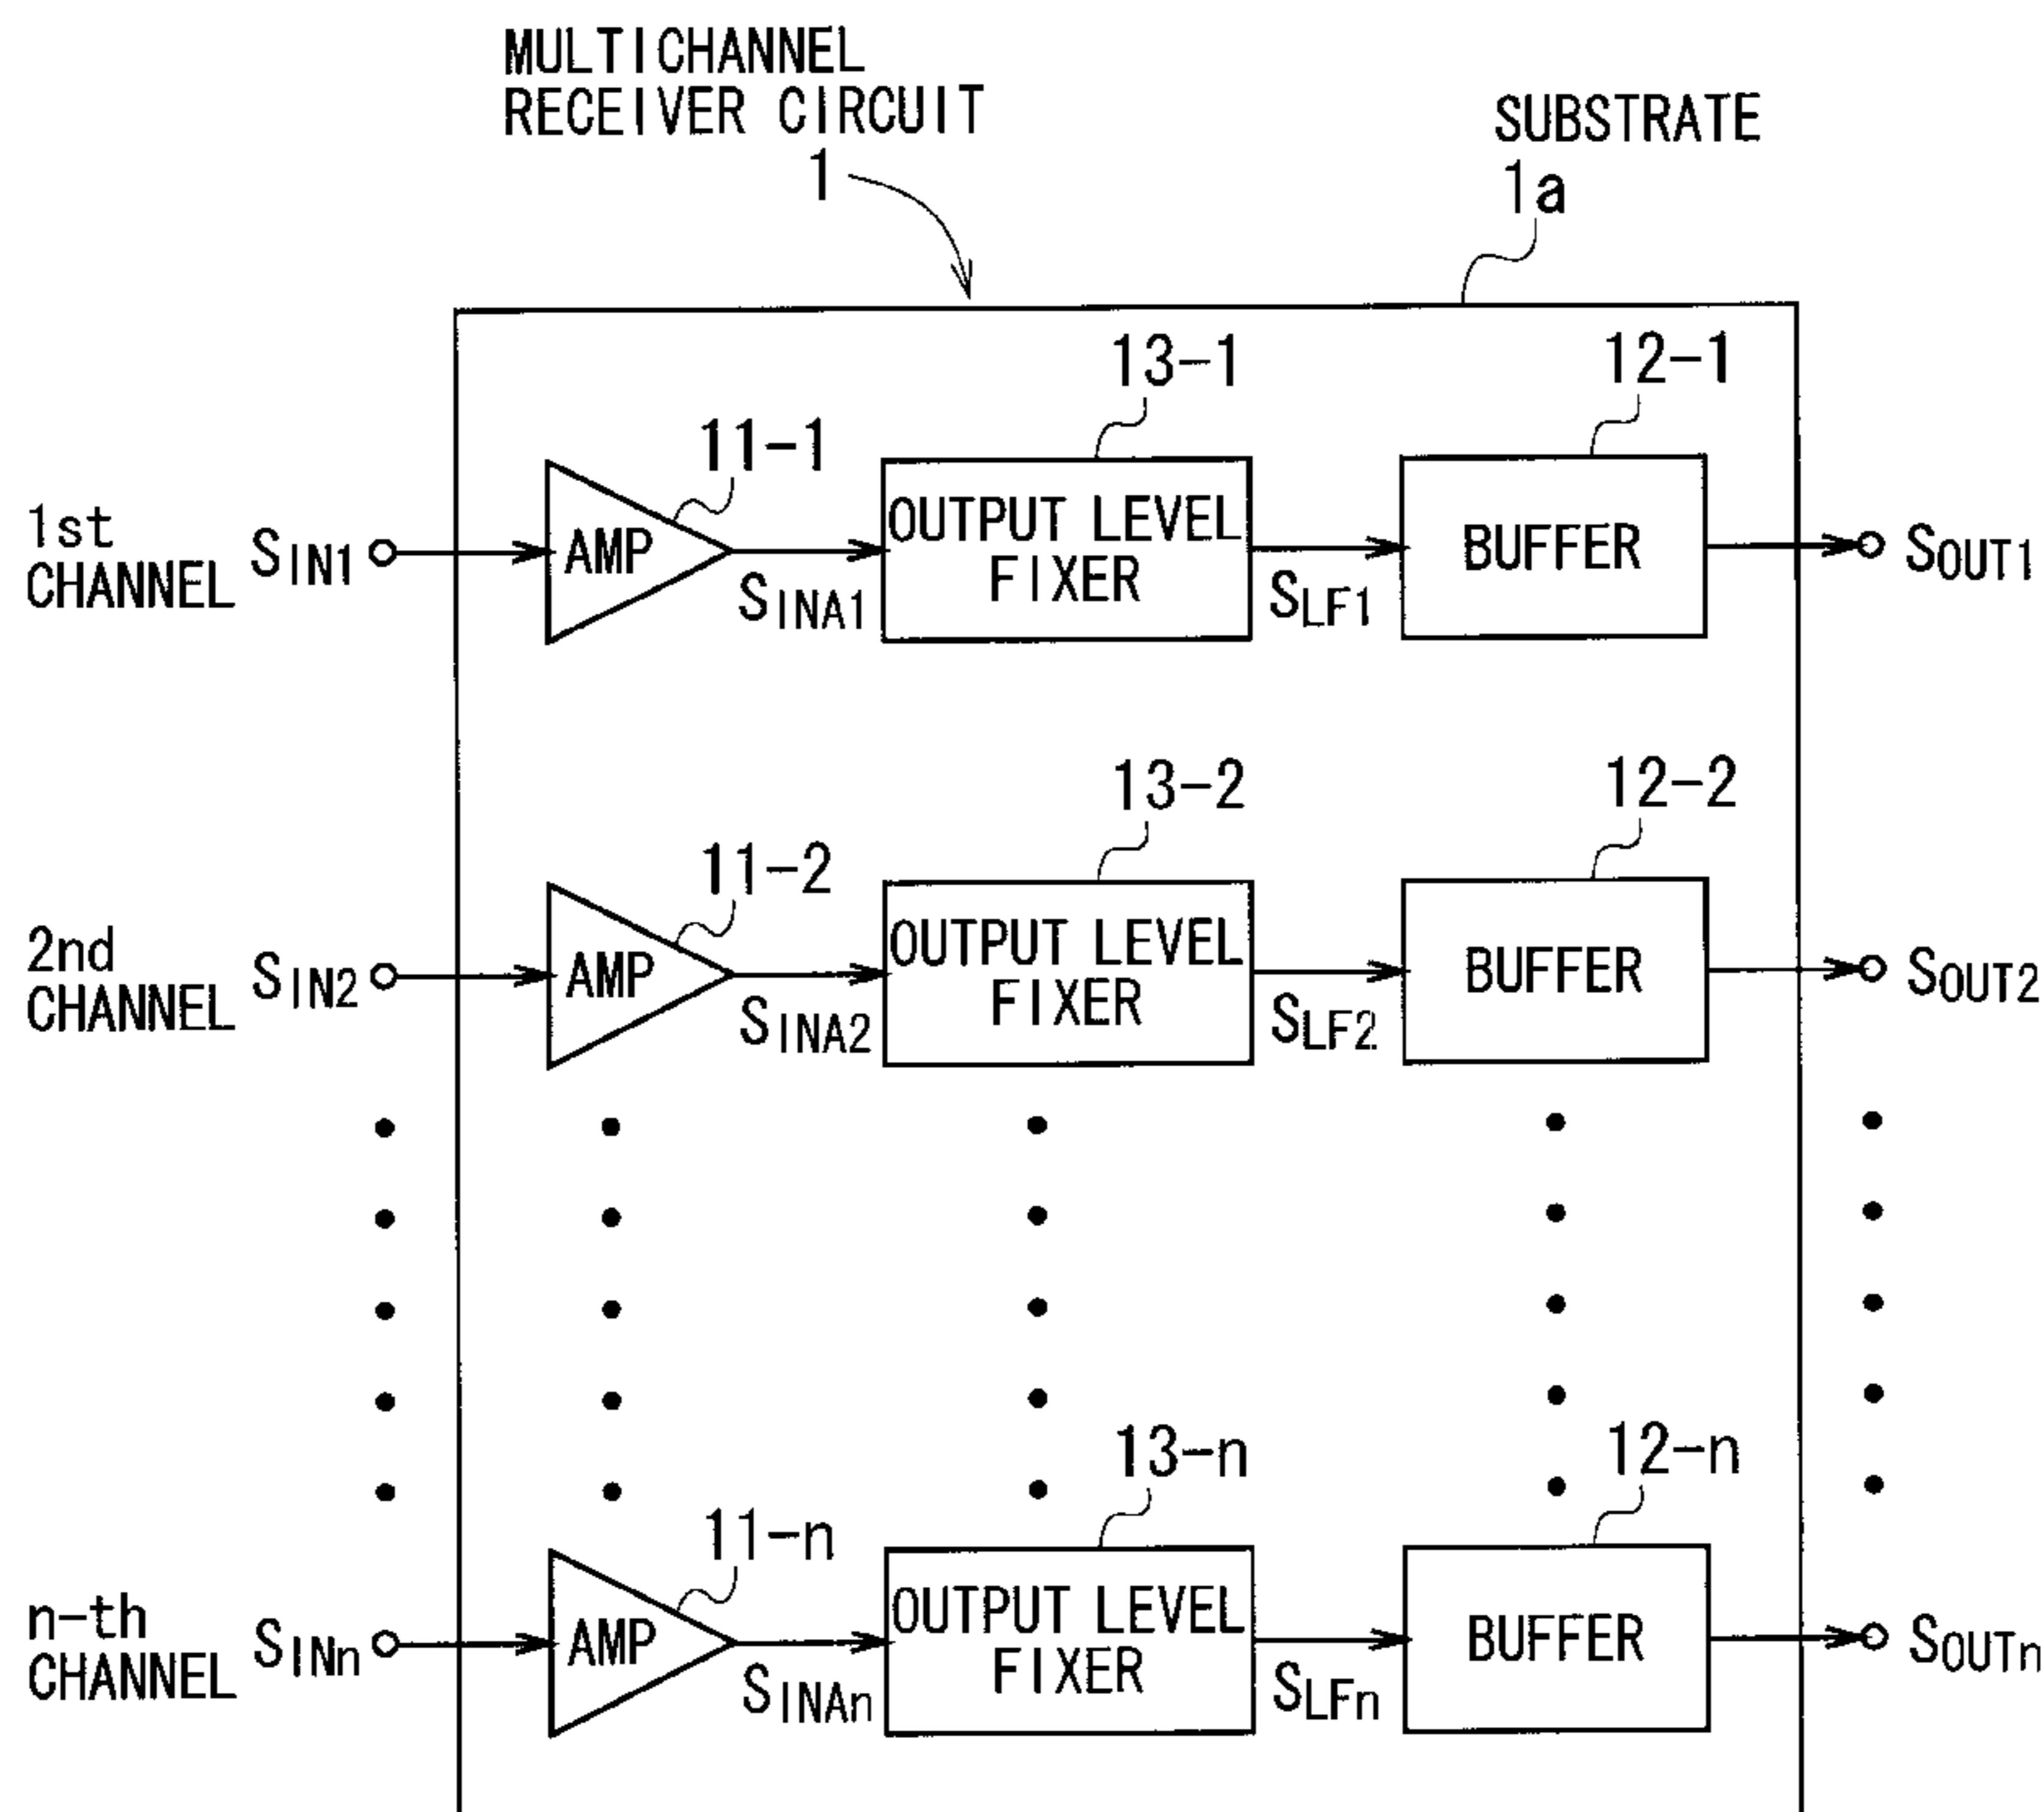 MULTICHANNEL
RECEIVER CIRCUIT
1
SUBSTRATE
1a
13-1
12-1
11-1
1st
CHANNEL
SIN1
AMP
SINA1
OUTPUT LEVEL
FIXER
SLF1
BUFFER
SOUT1
13-2
12-2
11-2
2nd
CHANNEL
SIN2
AMP
SINA2
OUTPUT LEVEL
FIXER
SLF2
BUFFER
SOUT2
13-n
12-n
11-n
n-th
CHANNEL
SINn
AMP
SINAn
OUTPUT LEVEL
FIXER
SLFn
BUFFER
SOUTn